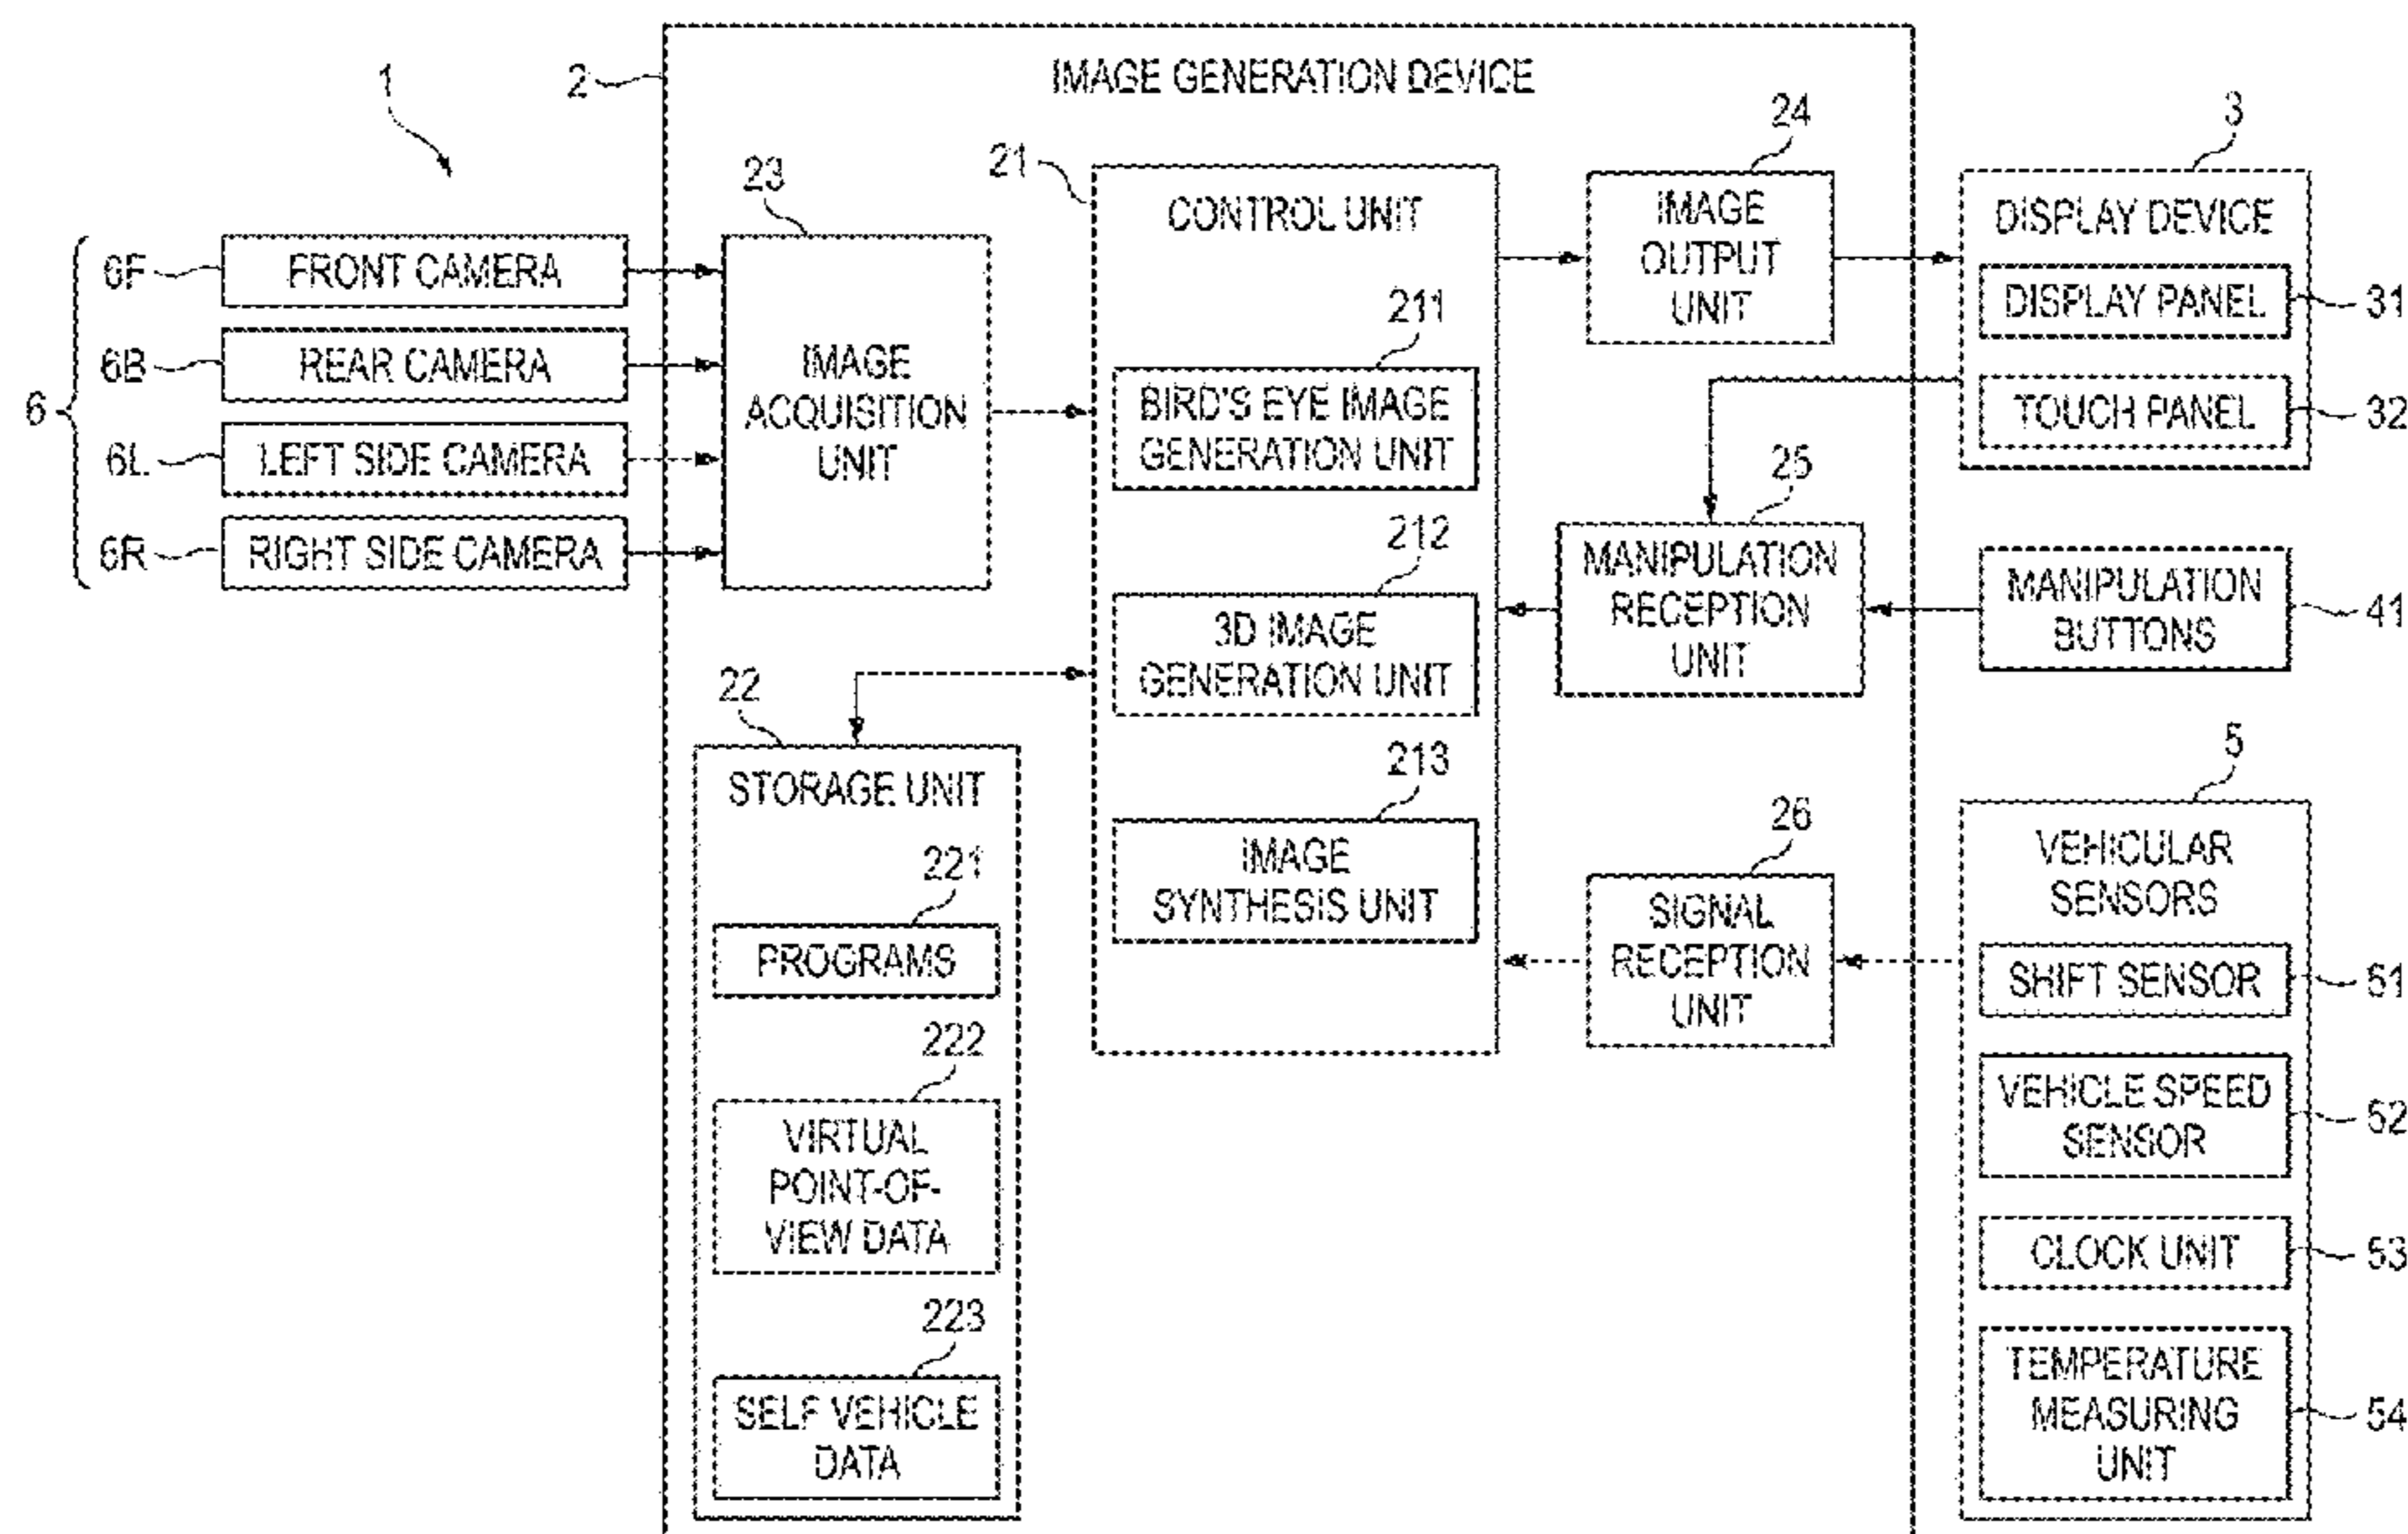 1
2
IMAGE GENERATION DEVICE
6
6F
FRONT CAMERA
6B
REAR CAMERA
6L
LEFT SIDE CAMERA
6R
RIGHT SIDE CAMERA
23
IMAGE
ACQUISITION
UNIT
22
STORAGE UNIT
221
PROGRAMS
222
VIRTUAL
POINT-OF-
VIEW DATA
223
SELF VEHICLE
DATA
21
CONTROL UNIT
211
BIRD'S EYE IMAGE
GENERATION UNIT
212
3D IMAGE
GENERATION UNIT
213
IMAGE
SYNTHESIS UNIT
24
IMAGE
OUTPUT
UNIT
25
MANIPULATION
RECEPTION
UNIT
26
SIGNAL
RECEPTION
UNIT
3
DISPLAY DEVICE
DISPLAY PANEL
31
TOUCH PANEL
32
MANIPULATION
BUTTONS
41
5
VEHICULAR
SENSORS
SHIFT SENSOR
51
VEHICLE SPEED
SENSOR
52
CLOCK UNIT
53
TEMPERATURE
MEASURING
UNIT
54